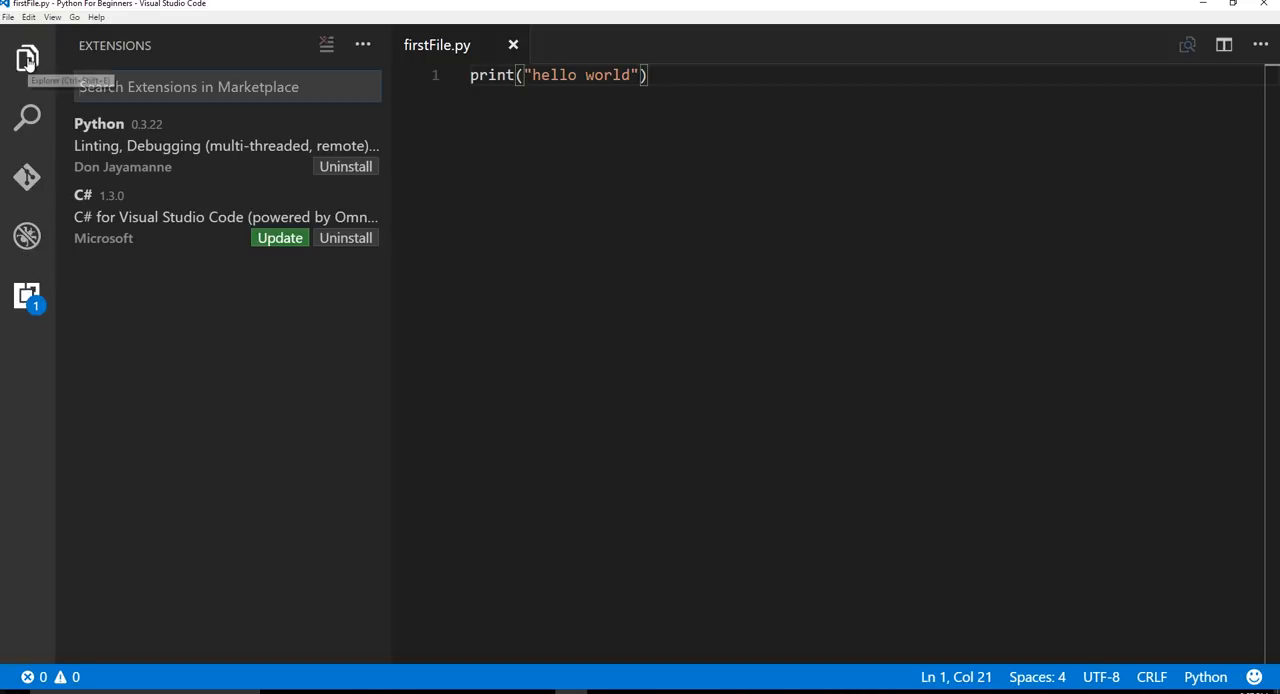 firstFile.py - Python For Beginners - Visual Studio Code
File Edit View Go Help
EXTENSIONS
firstFile.py
Explorer (Ctrl+Shift+E)
Search Extensions in Marketplace
1 print("hello world")
Python 0.3.22
Linting, Debugging (multi-threaded, remote)...
Don Jayamanne Uninstall
C# 1.3.0
C# for Visual Studio Code (powered by Omn...
Microsoft Update Uninstall
1
0 0 Ln 1, Col 21 Spaces: 4 UTF-8 CRLF Python